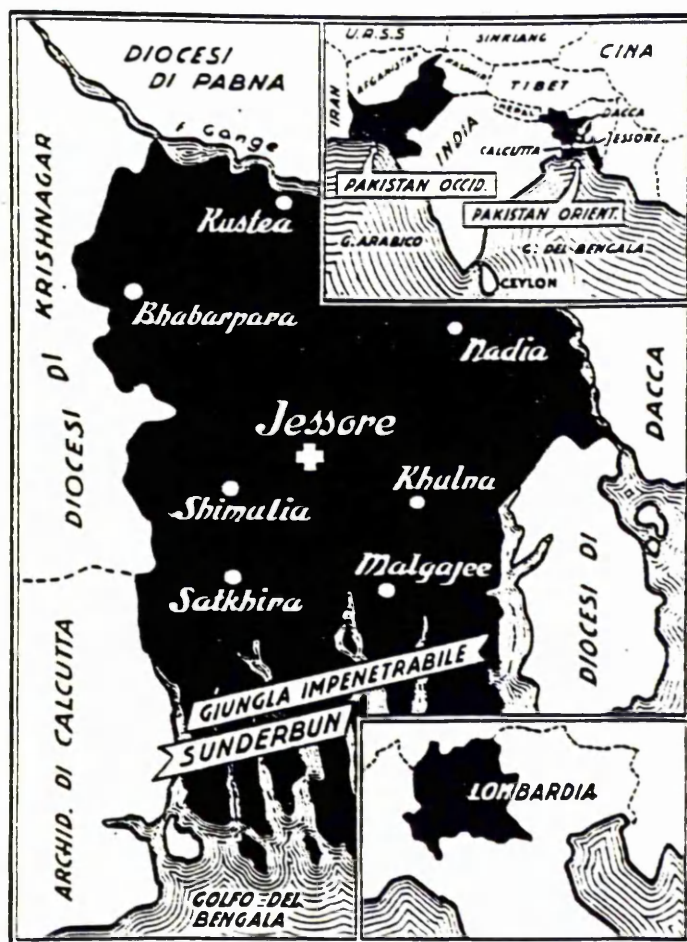 DIOCESI
DI PABNA
F. Gange
Kustea
Bhabarpara
Nadia
Jessore
Shimulia
Khulna
Satkhira
Malgajee
GIUNGLA IMPENETRABILE
SUNDERBUN
GOLFO DEL
BENGALA
DIOCESI DI KRISHNAGAR
ARCHID. DI CALCUTTA
DIOCESI DI
DACCA
U.R.S.S
SINKIANG
CINA
AFGANISTAN
KASHMIR
TIBET
IRAN
NEPAL
DACCA
JESSORE
INDIA
CALCUTTA
PAKISTAN OCCID.
PAKISTAN ORIENT.
G. ARABICO
G. DEL BENGALA
CEYLON
LOMBARDIA